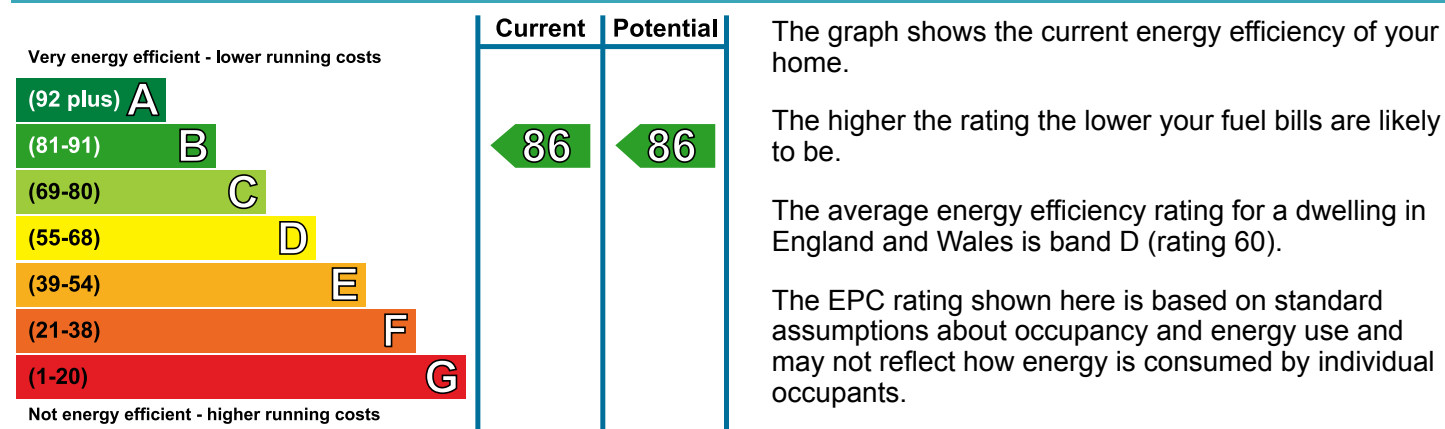 Current Potential
Very energy efficient - lower running costs
(92 plus) A
(81-91) B
86 86
(69-80) C
(55-68) D
(39-54) E
(21-38) F
(1-20) G
Not energy efficient - higher running costs
The graph shows the current energy efficiency of your
home.
The higher the rating the lower your fuel bills are likely
to be.
The average energy efficiency rating for a dwelling in
England and Wales is band D (rating 60).
The EPC rating shown here is based on standard
assumptions about occupancy and energy use and
may not reflect how energy is consumed by individual
occupants.